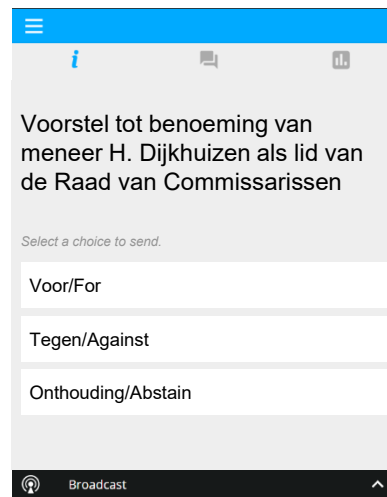 Voorstel tot benoeming van
meneer H. Dijkhuizen als lid van
de Raad van Commissarissen
Select a choice to send.
Voor/For
Tegen/Against
Onthouding/Abstain
Broadcast